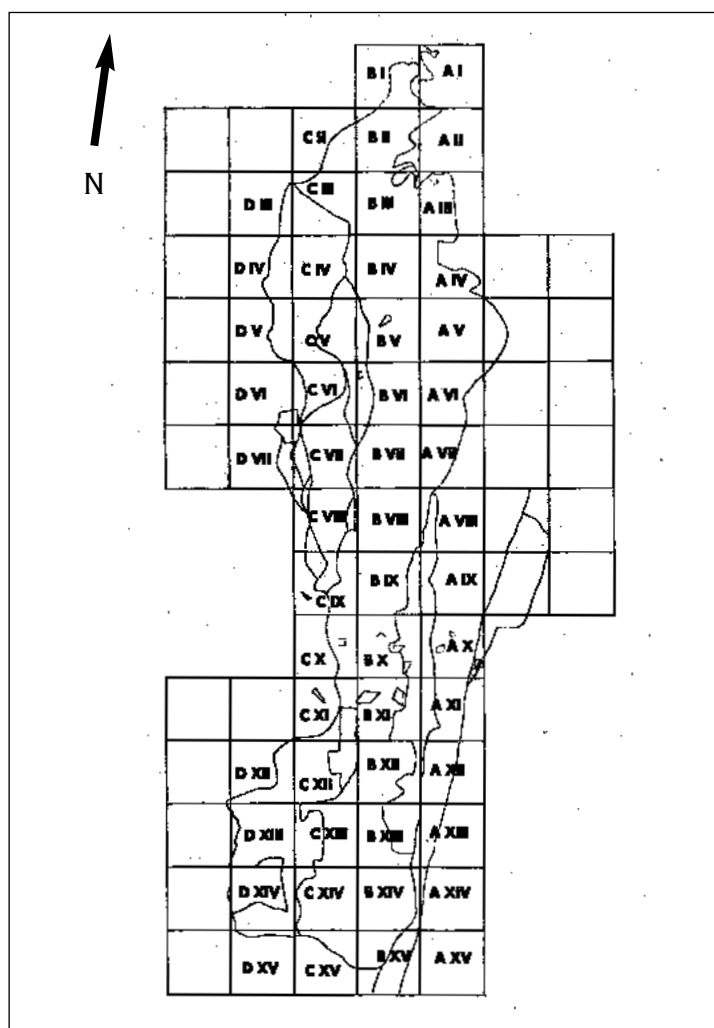 B I A I
N
C II B II A II
D III C III B III A III
D IV C IV B IV A IV
D V C V B V A V
D VI C VI B VI A VI
D VII C VII B VII A VII
C VIII B VIII A VIII
C IX B IX A IX
C X B X A X
C XI B XI A XI
D XII C XII B XII A XII
D XIII C XIII B XIII A XIII
D XIV C XIV B XIV A XIV
D XV C XV B XV A XV